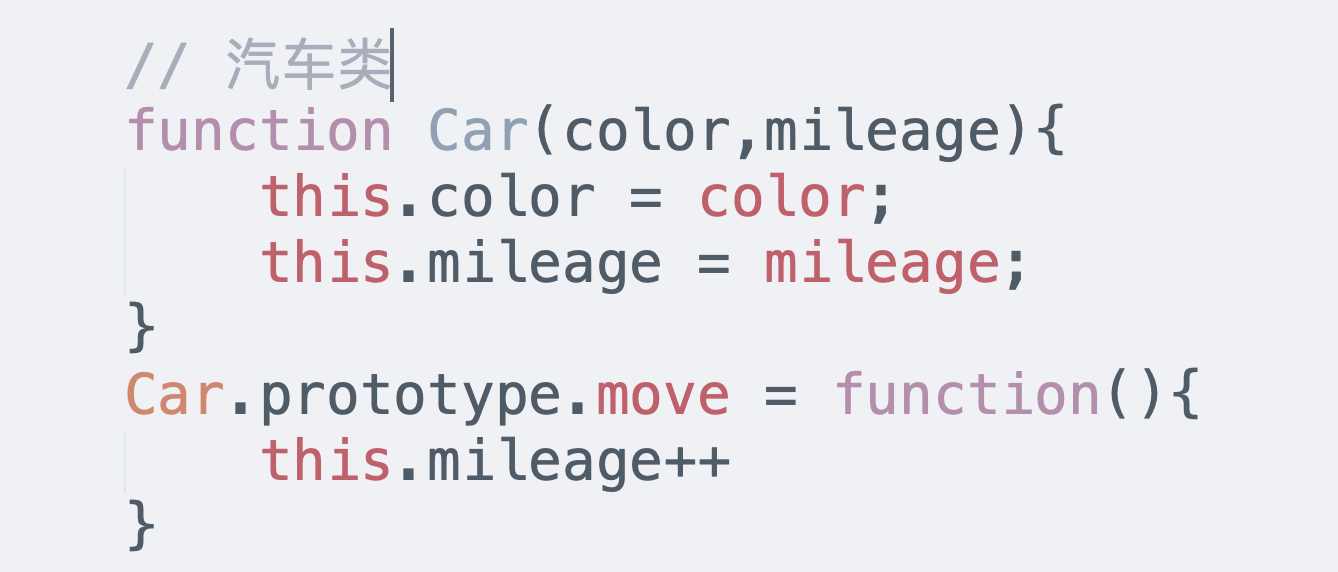 // 汽车类
function Car(color,mileage){
    this.color = color;
    this.mileage = mileage;
}
Car.prototype.move = function(){
    this.mileage++
}